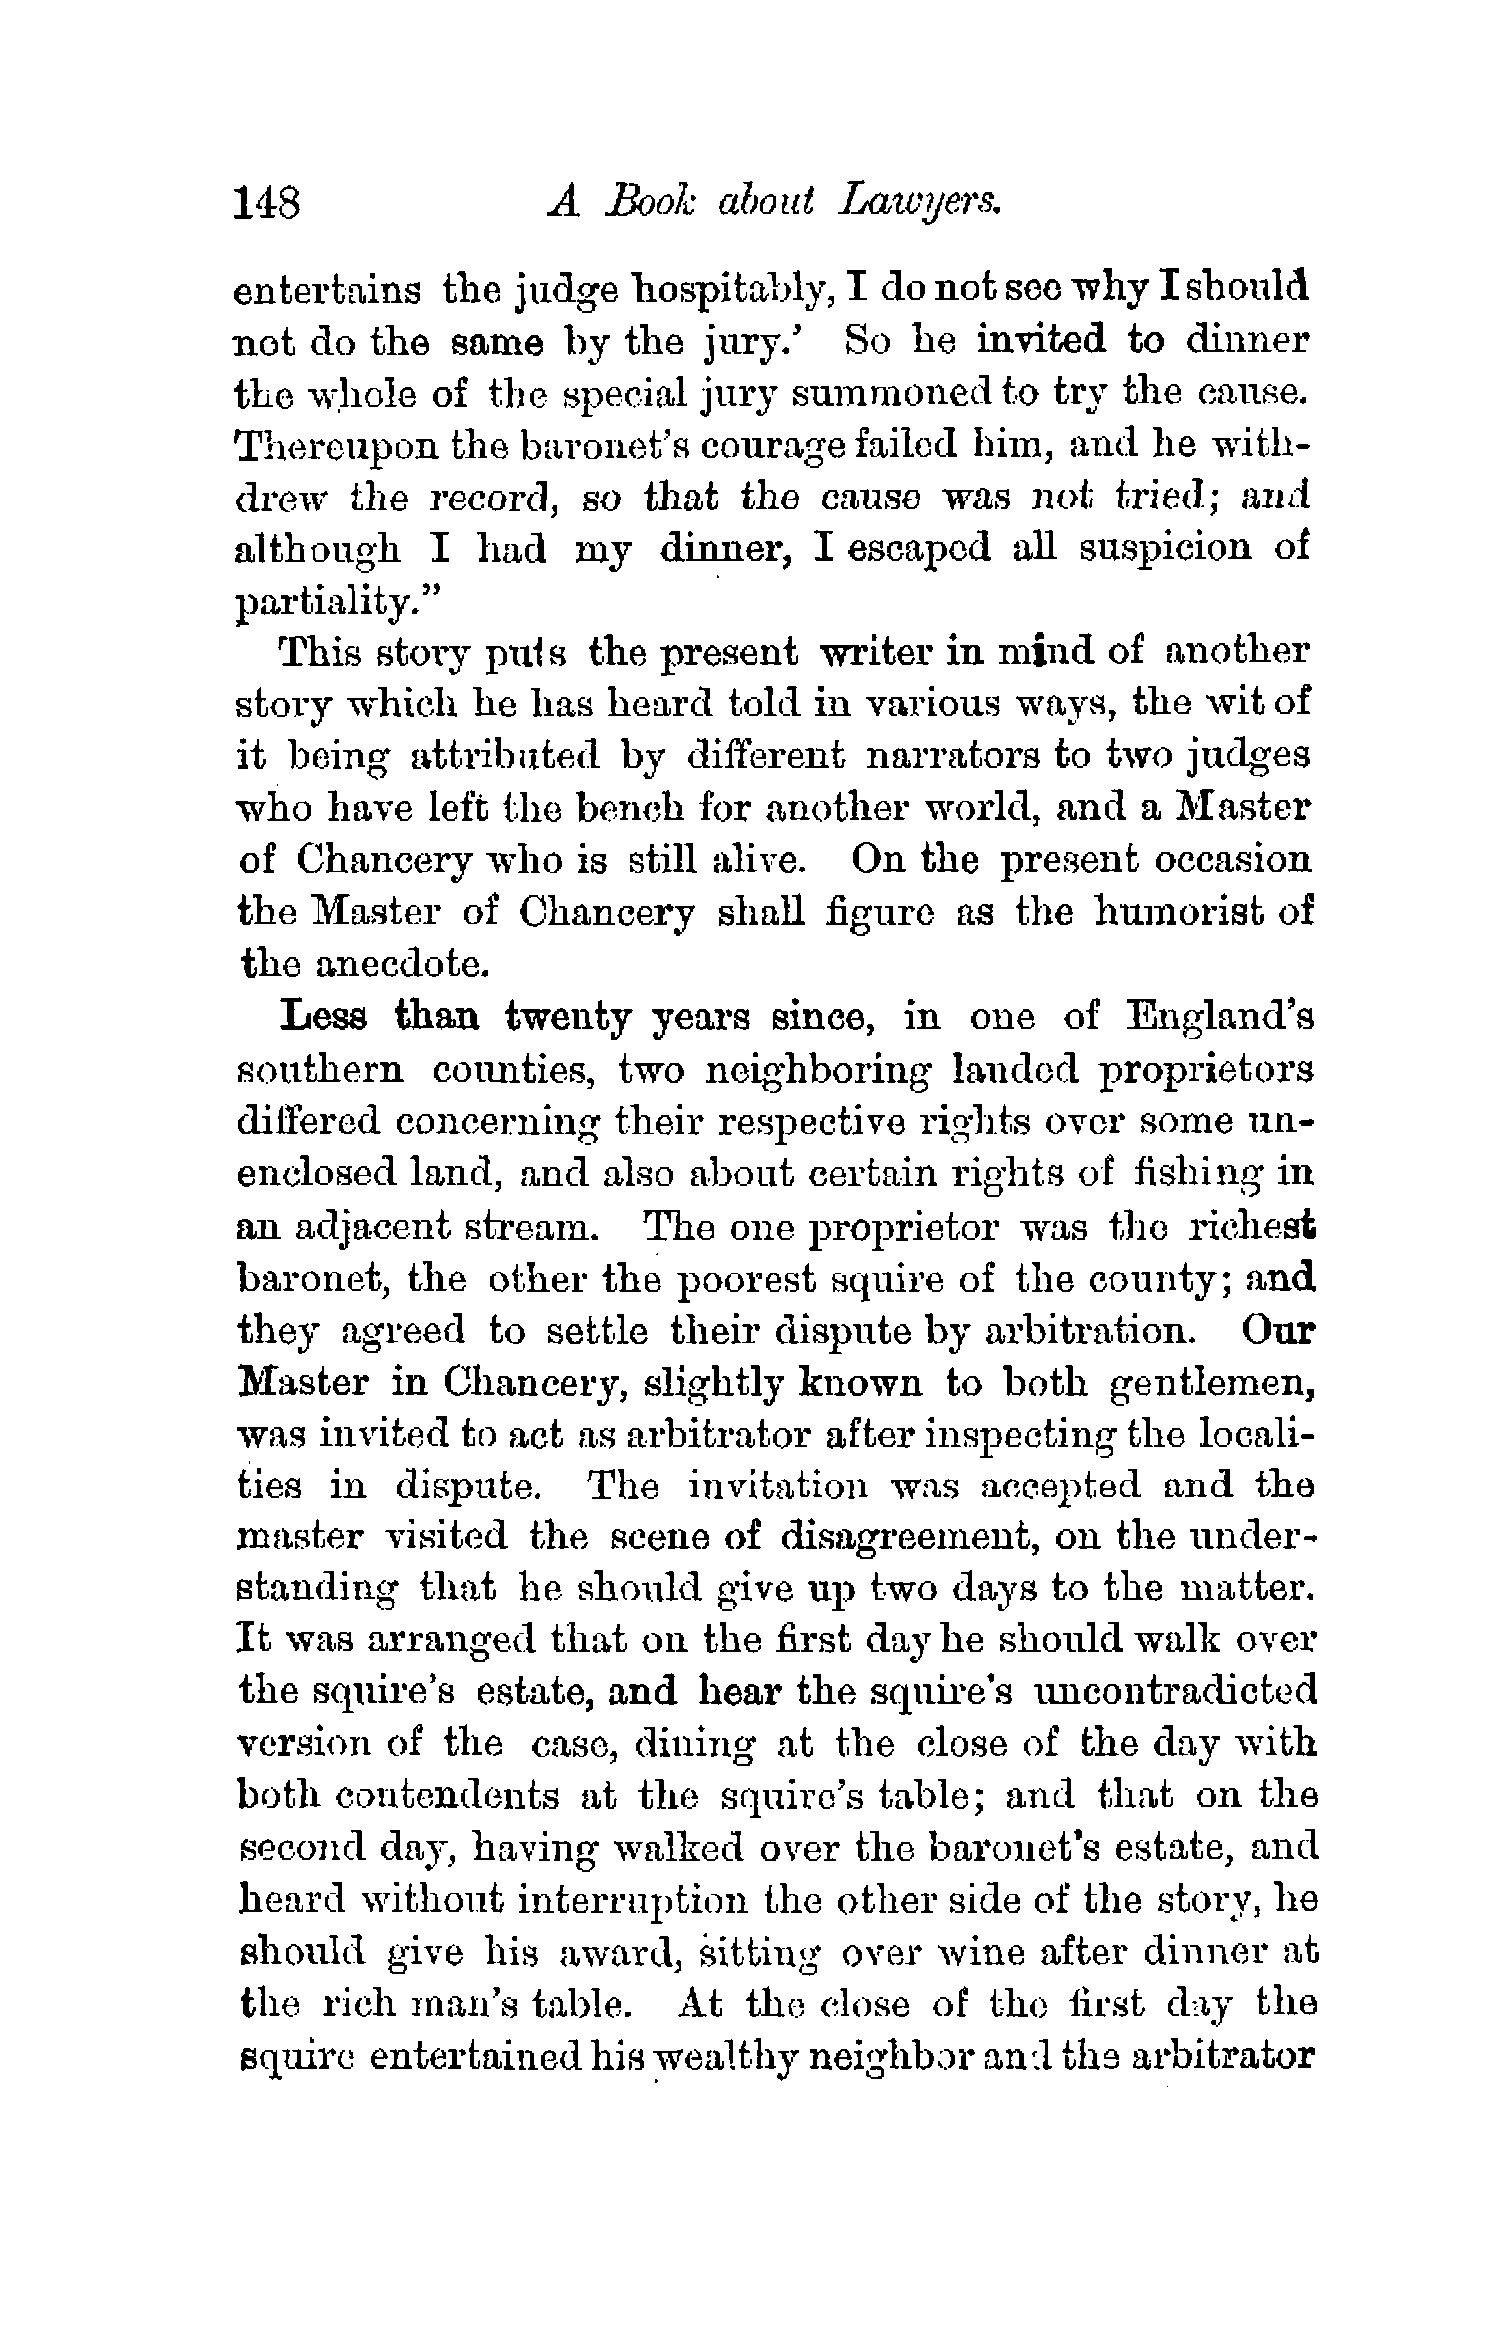 148 A Book about Lawyers.
entertains the judge hospitably, I do not see why I should
not do the same by the jury.' So he invited to dinner
the whole of the special jury summoned to try the cause.
Thereupon the baronet's courage failed him, and he with-
drew the record, so that the cause was not tried; and
although I had my dinner, I escaped all suspicion of
partiality."
This story puts the present writer in mind of another
story which he has heard told in various ways, the wit of
it being attributed by different narrators to two judges
who have left the bench for another world, and a Master
of Chancery who is still alive. On the present occasion
the Master of Chancery shall figure as the humorist of
the anecdote.
Less than twenty years since, in one of England's
southern counties, two neighboring landed proprietors
differed concerning their respective rights over some un-
enclosed land, and also about certain rights of fishing in
an adjacent stream. The one proprietor was the richest
baronet, the other the poorest squire of the county; and
they agreed to settle their dispute by arbitration. Our
Master in Chancery, slightly known to both gentlemen,
was invited to act as arbitrator after inspecting the locali-
ties in dispute. The invitation was accepted and the
master visited the scene of disagreement, on the under-
standing that he should give up two days to the matter.
It was arranged that on the first day he should walk over
the squire's estate, and hear the squire's uncontradicted
version of the case, dining at the close of the day with
both contendents at the squire's table; and that on the
second day, having walked over the baronet's estate, and
heard without interruption the other side of the story, he
should give his award, sitting over wine after dinner at
the rich man's table. At the close of the first day the
squire entertained his wealthy neighbor and the arbitrator